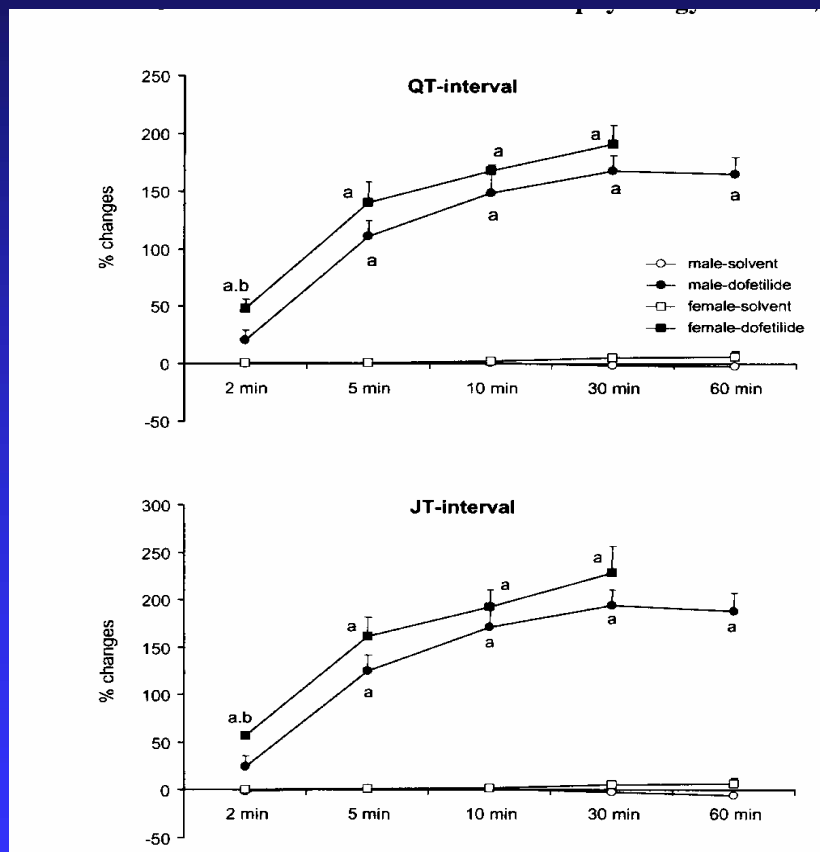 QT-interval
250
200
150
100
50
0
-50
% changes
a.b
a
a
a
a
a
a
a
male-solvent
male-dofetilide
female-solvent
female-dofetilide
2 min 5 min 10 min 30 min 60 min
JT-interval
300
250
200
150
100
50
0
-50
% changes
a.b
a
a
a
a
a
a
a
2 min 5 min 10 min 30 min 60 min